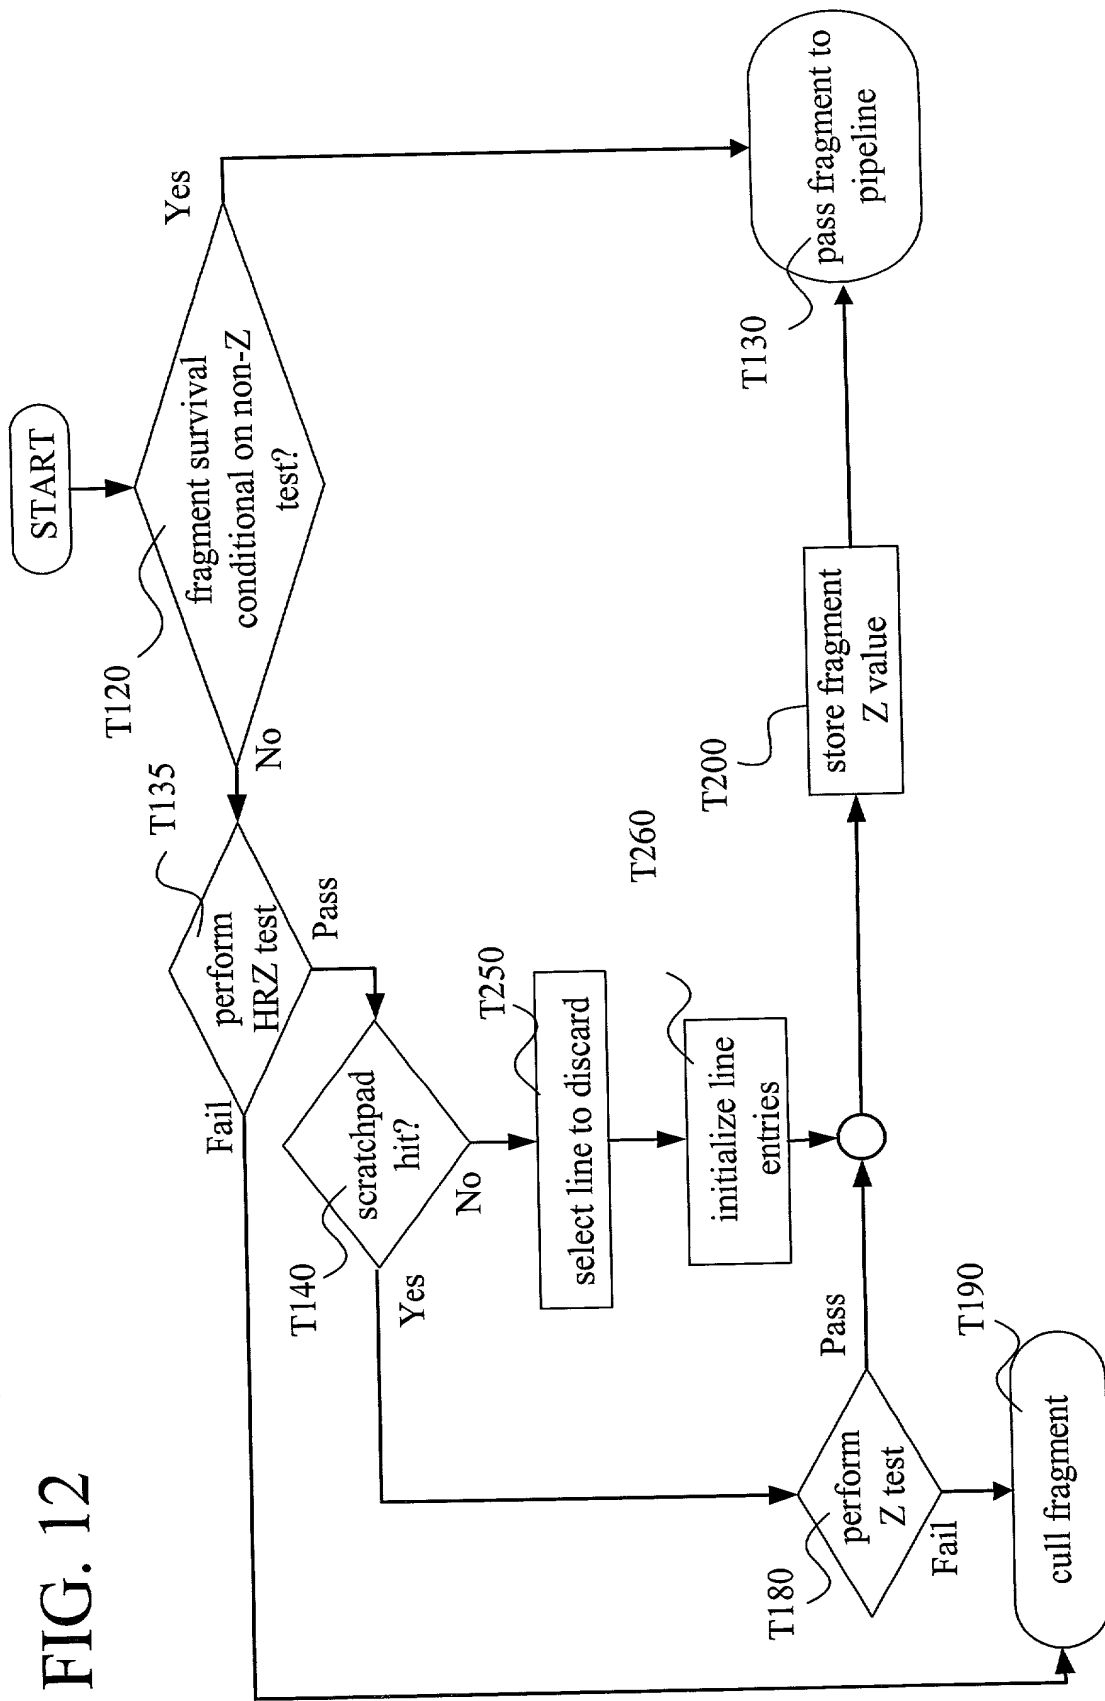 FIG. 12
START
fragment survival
conditional on non-Z
test?
T120
Yes
No
perform
HRZ test
T135
Fail
Pass
scratchpad
hit?
T140
Yes
No
select line to discard
T250
initialize line
entries
T260
perform
Z test
T180
Pass
Fail
cull fragment
T190
store fragment
Z value
T200
pass fragment to
pipeline
T130